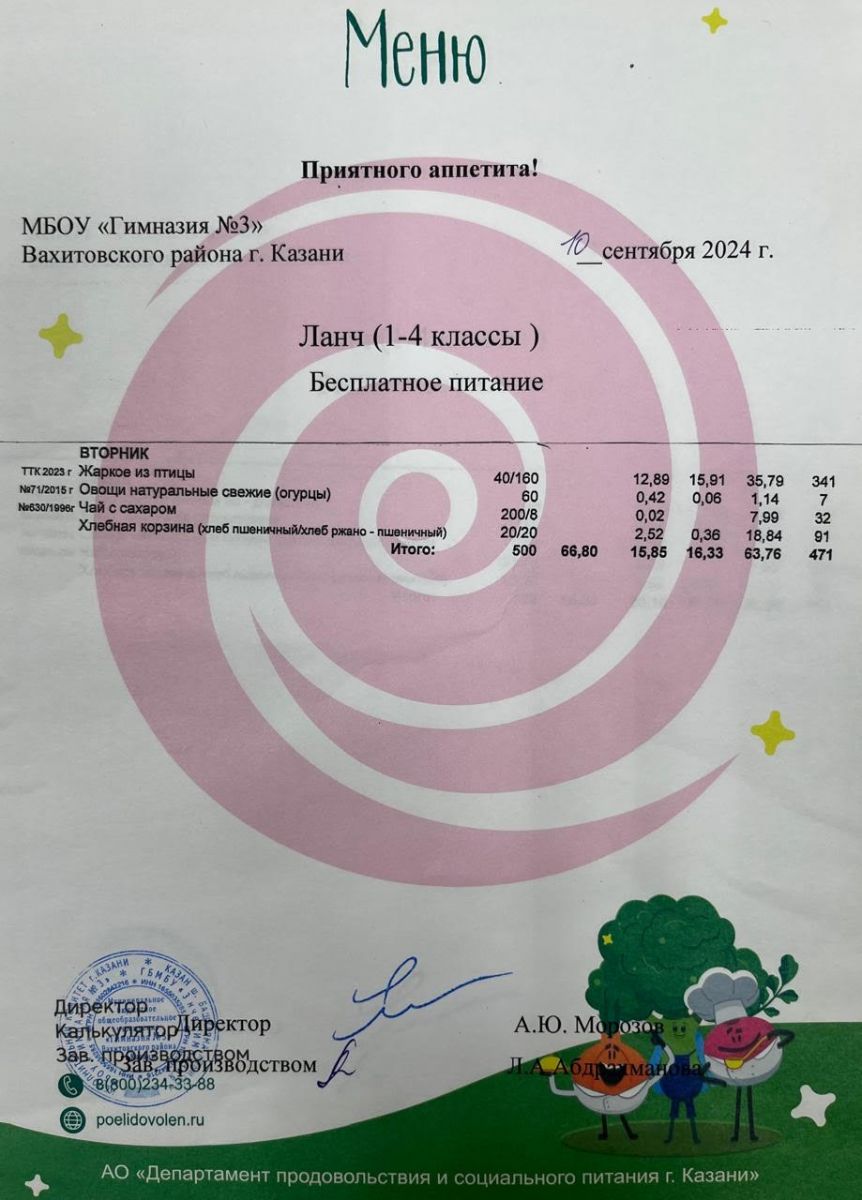 Меню
Приятного аппетита!
МБОУ «Гимназия №3»
Вахитовского района г. Казани
10 сентября 2024 г.
Ланч (1-4 классы )
Бесплатное питание
ВТОРНИК
ТТК 2023 г Жаркое из птицы 40/160 12,89 15,91 35,79 341
№71/2015 г Овощи натуральные свежие (огурцы) 60 0,42 0,06 1,14 7
№630/1996г Чай с сахаром 200/8 0,02 7,99 32
Хлебная корзина (хлеб пшеничный/хлеб ржано - пшеничный) 20/20 2,52 0,36 18,84 91
Итого: 500 66,80 15,85 16,33 63,76 471
Директор
Калькулятор Директор А.Ю. Морозов
Зав. производством
Зав. производством Л.А.Абдрахманова
8(800)234-33-88
poelidovolen.ru
АО «Департамент продовольствия и социального питания г. Казани»